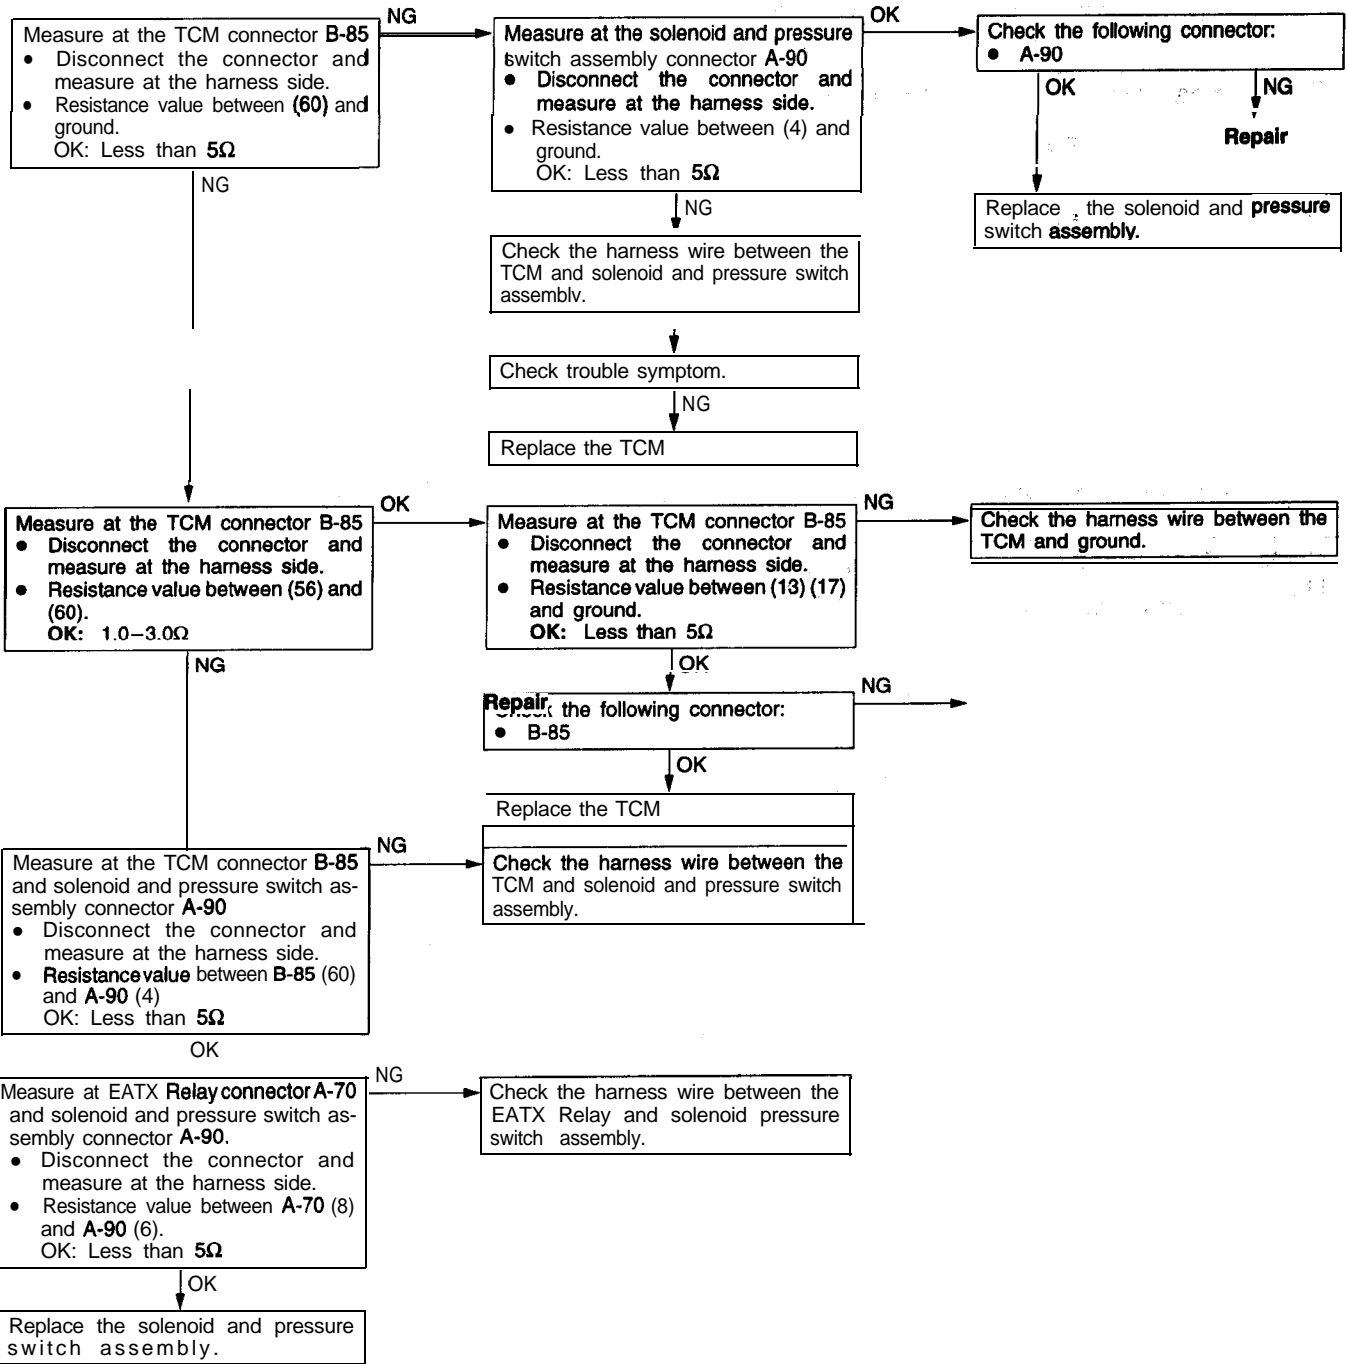 NG
OK
Measure at the TCM connector B-85
● Disconnect the connector and
measure at the harness side.
● Resistance value between (60) and
ground.
OK: Less than 5Ω
Measure at the solenoid and pressure
switch assembly connector A-90
● Disconnect the connector and
measure at the harness side.
● Resistance value between (4) and
ground.
OK: Less than 5Ω
Check the following connector:
● A-90
OK
NG
Repair
NG
NG
Replace the solenoid and pressure
switch assembly.
Check the harness wire between the
TCM and solenoid and pressure switch
assembly.
Check trouble symptom.
NG
Replace the TCM
OK
NG
Measure at the TCM connector B-85
● Disconnect the connector and
measure at the harness side.
● Resistance value between (56) and
(60).
OK: 1.0–3.0Ω
Measure at the TCM connector B-85
● Disconnect the connector and
measure at the harness side.
● Resistance value between (13) (17)
and ground.
OK: Less than 5Ω
Check the harness wire between the
TCM and ground.
NG
OK
NG
Repair
the following connector:
● B-85
OK
Replace the TCM
NG
Measure at the TCM connector B-85
and solenoid and pressure switch as-
sembly connector A-90
● Disconnect the connector and
measure at the harness side.
● Resistance value between B-85 (60)
and A-90 (4)
OK: Less than 5Ω
Check the harness wire between the
TCM and solenoid and pressure switch
assembly.
OK
NG
Measure at EATX Relay connector A-70
and solenoid and pressure switch as-
sembly connector A-90.
● Disconnect the connector and
measure at the harness side.
● Resistance value between A-70 (8)
and A-90 (6).
OK: Less than 5Ω
Check the harness wire between the
EATX Relay and solenoid pressure
switch assembly.
OK
Replace the solenoid and pressure
switch assembly.